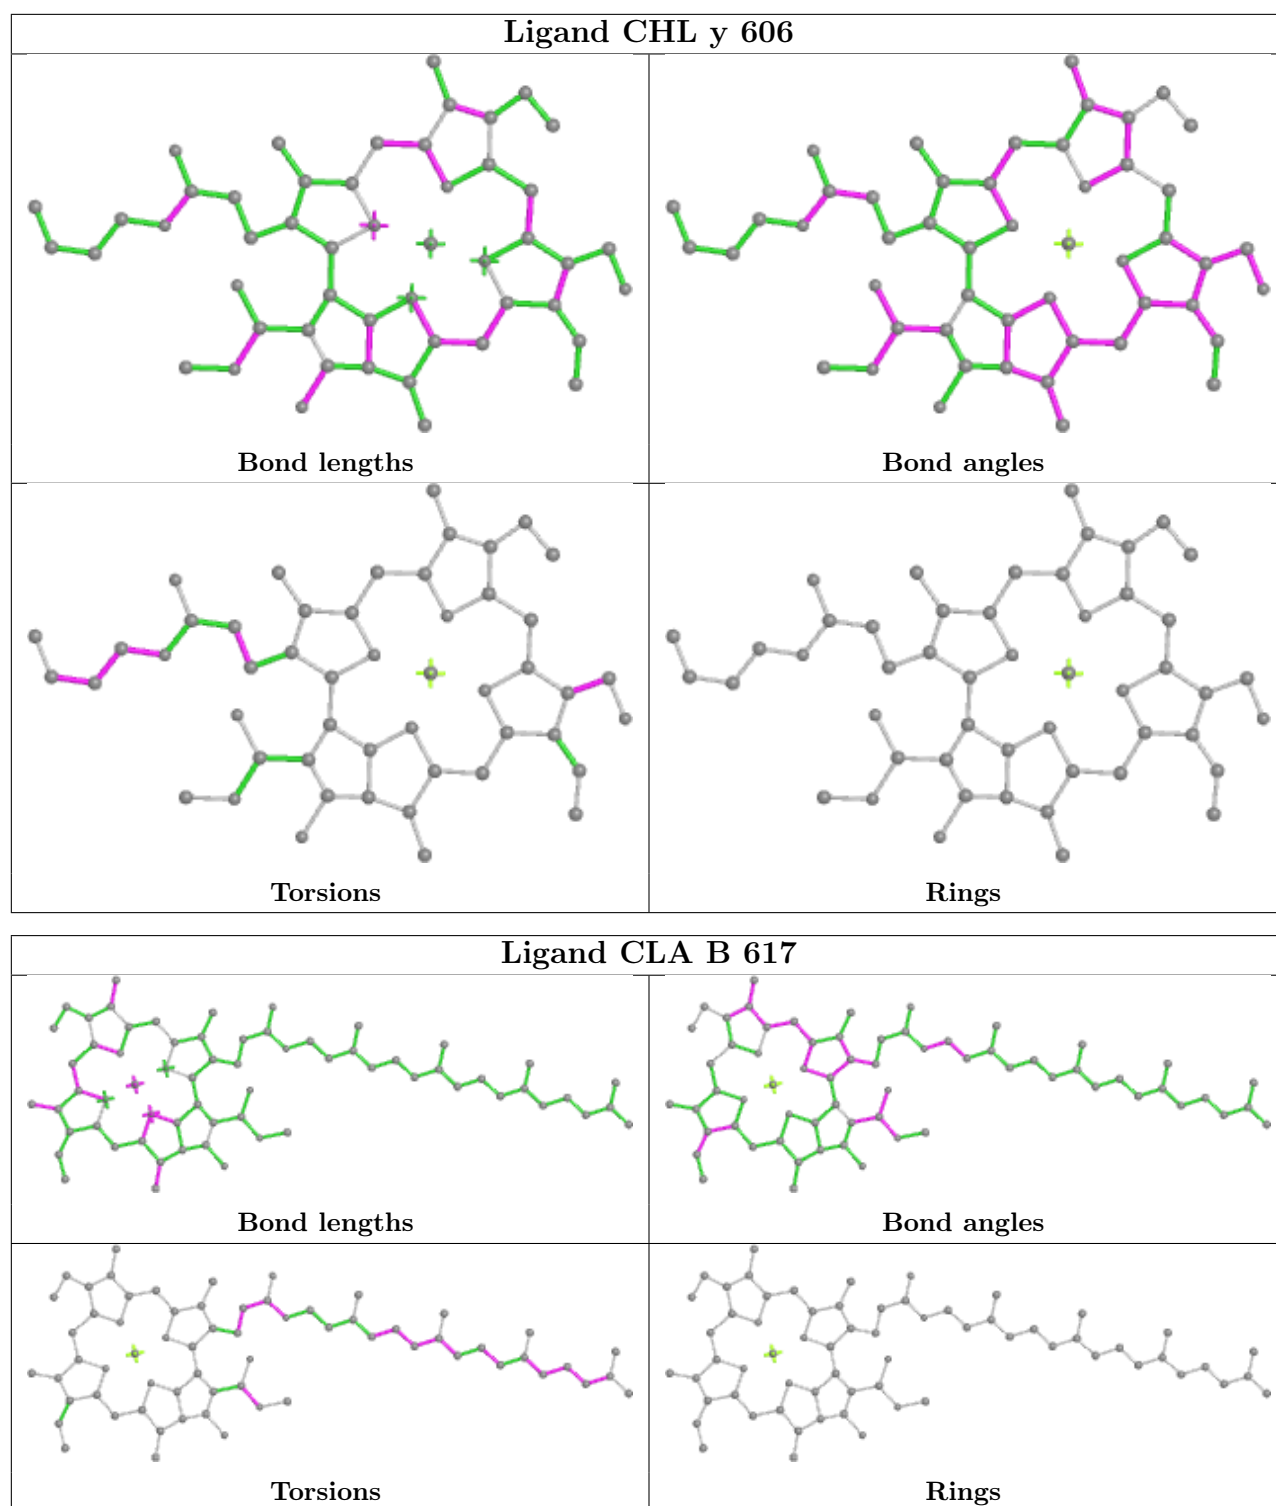 Ligand CHL y 606
Bond lengths
Bond angles
Torsions
Rings
Ligand CLA B 617
Bond lengths
Bond angles
Torsions
Rings